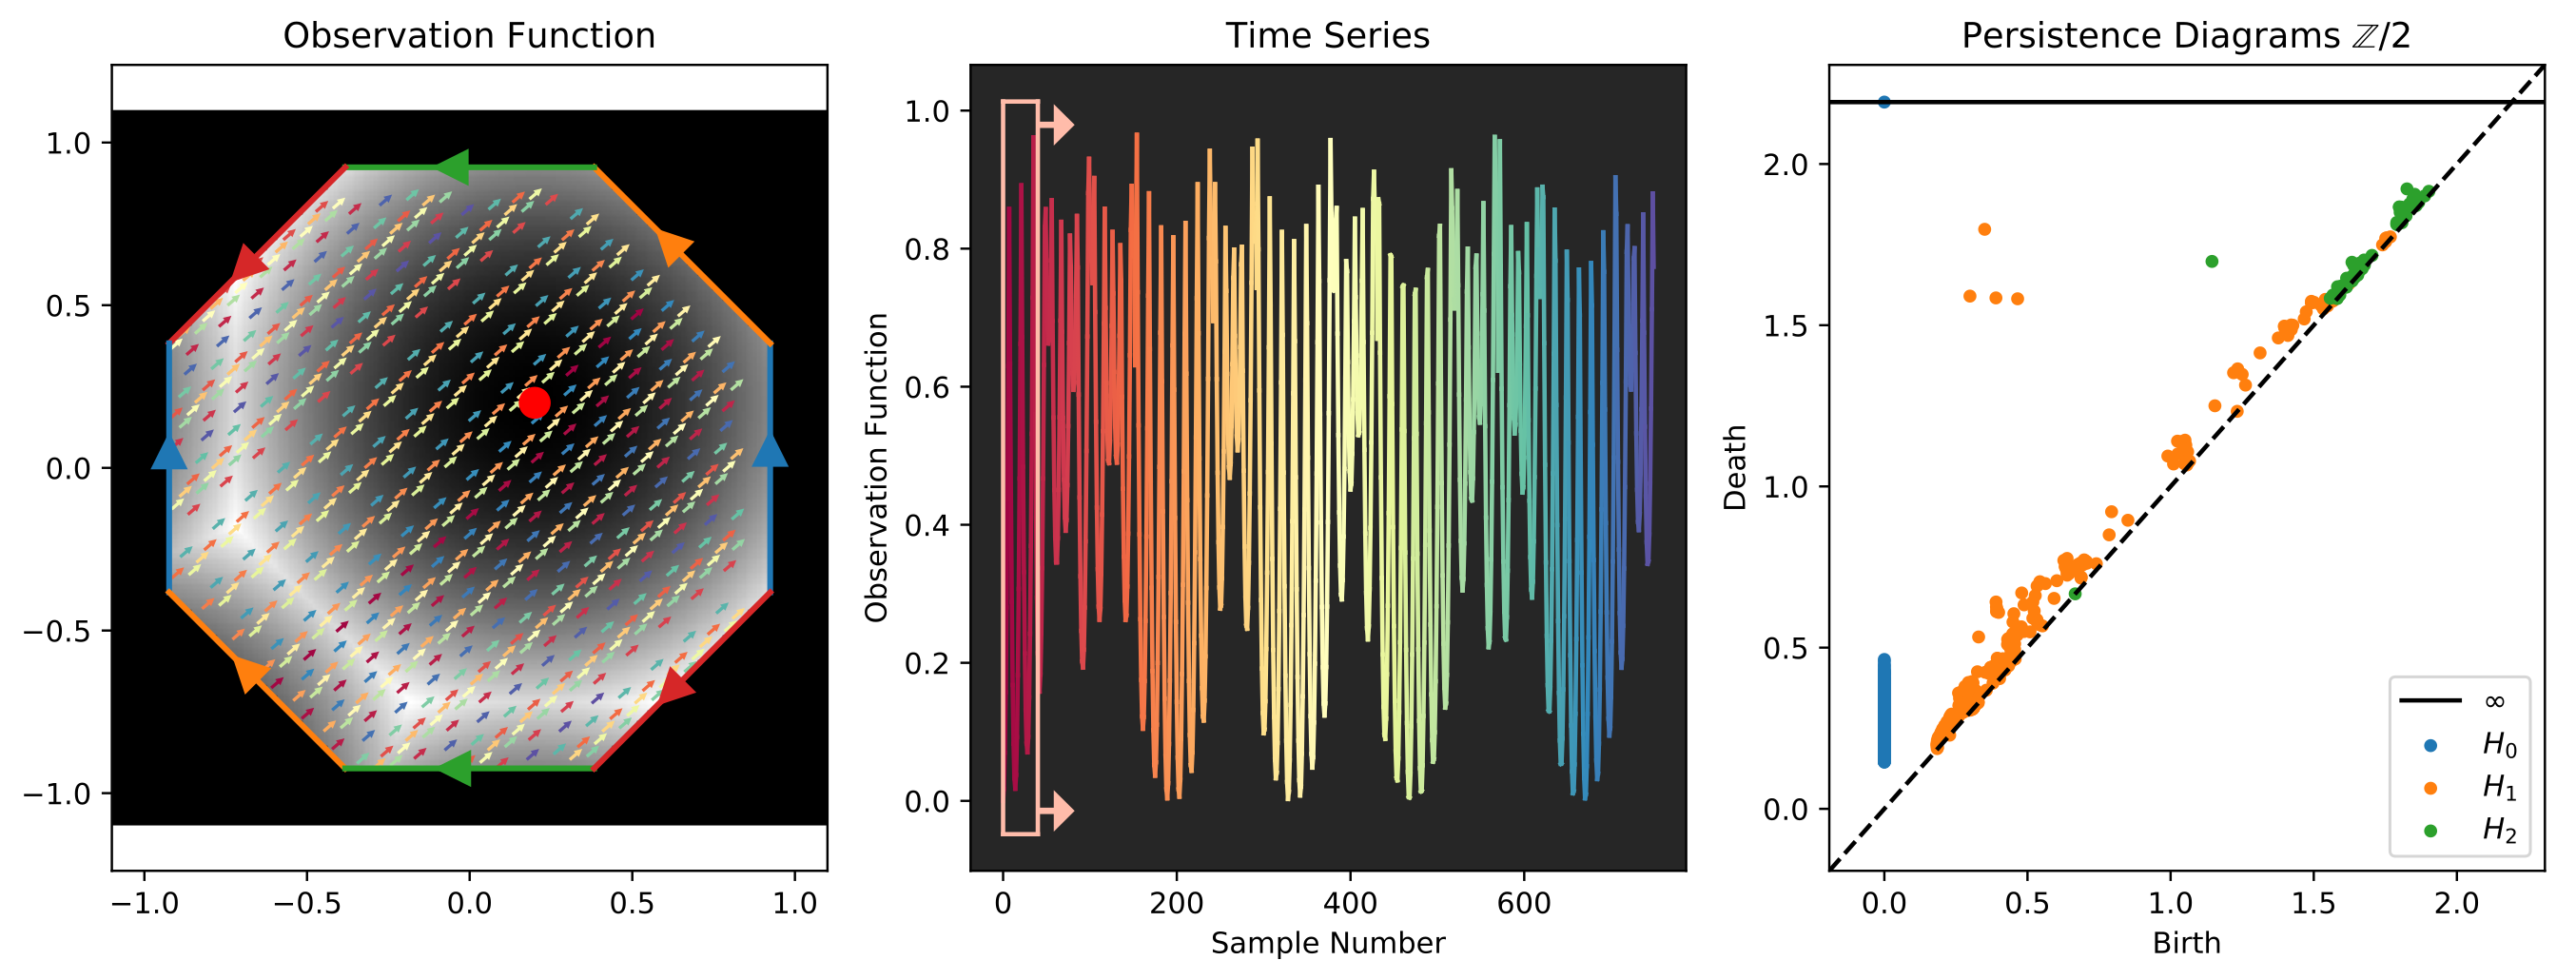 Observation Function
1.0
0.5
0.0
−0.5
−1.0
−1.0 −0.5 0.0 0.5 1.0
Time Series
Observation Function
1.0
0.8
0.6
0.4
0.2
0.0
0 200 400 600
Sample Number
Persistence Diagrams ℤ/2
Death
2.0
1.5
1.0
0.5
0.0
∞
H₀
H₁
H₂
0.0 0.5 1.0 1.5 2.0
Birth